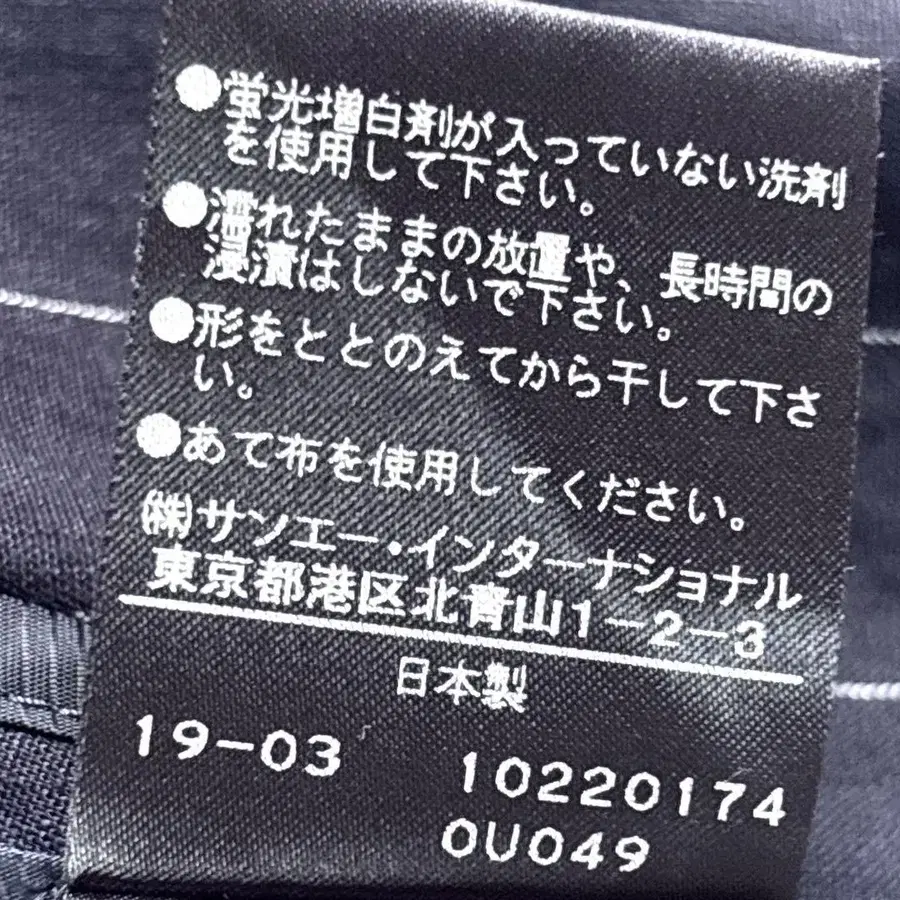 ●蛍光増白剤が入っていない洗剤
を使用して下さい。
●濡れたままの放置や、長時間の
浸漬はしないで下さい。
●形をととのえてから干して下さ
い。
●あて布を使用してください。
㈱サンエー・インターナショナル
東京都港区北青山1-2-3
日本製
19-03 10220174
0U049